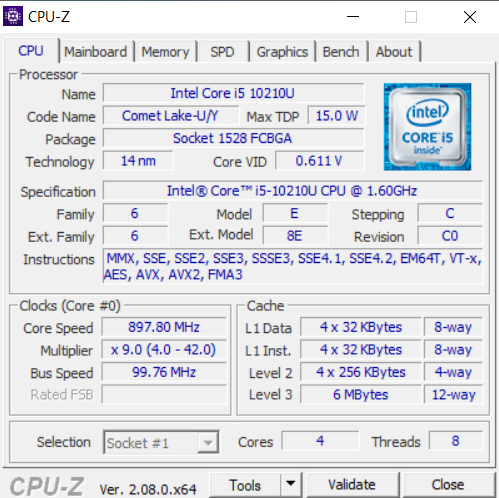 CPU-Z
CPU Mainboard Memory SPD Graphics Bench About
Processor
Name Intel Core i5 10210U
Code Name Comet Lake-U/Y Max TDP 15.0 W
Package Socket 1528 FCBGA
Technology 14 nm Core VID 0.611 V
intel
CORE i5
inside™
Specification Intel® Core™ i5-10210U CPU @ 1.60GHz
Family 6 Model E Stepping C
Ext. Family 6 Ext. Model 8E Revision C0
Instructions MMX, SSE, SSE2, SSE3, SSSE3, SSE4.1, SSE4.2, EM64T, VT-x,
AES, AVX, AVX2, FMA3
Clocks (Core #0)
Core Speed 897.80 MHz
Multiplier x 9.0 (4.0 - 42.0)
Bus Speed 99.76 MHz
Rated FSB
Cache
L1 Data 4 x 32 KBytes 8-way
L1 Inst. 4 x 32 KBytes 8-way
Level 2 4 x 256 KBytes 4-way
Level 3 6 MBytes 12-way
Selection Socket #1 Cores 4 Threads 8
CPU-Z Ver. 2.08.0.x64 Tools Validate Close